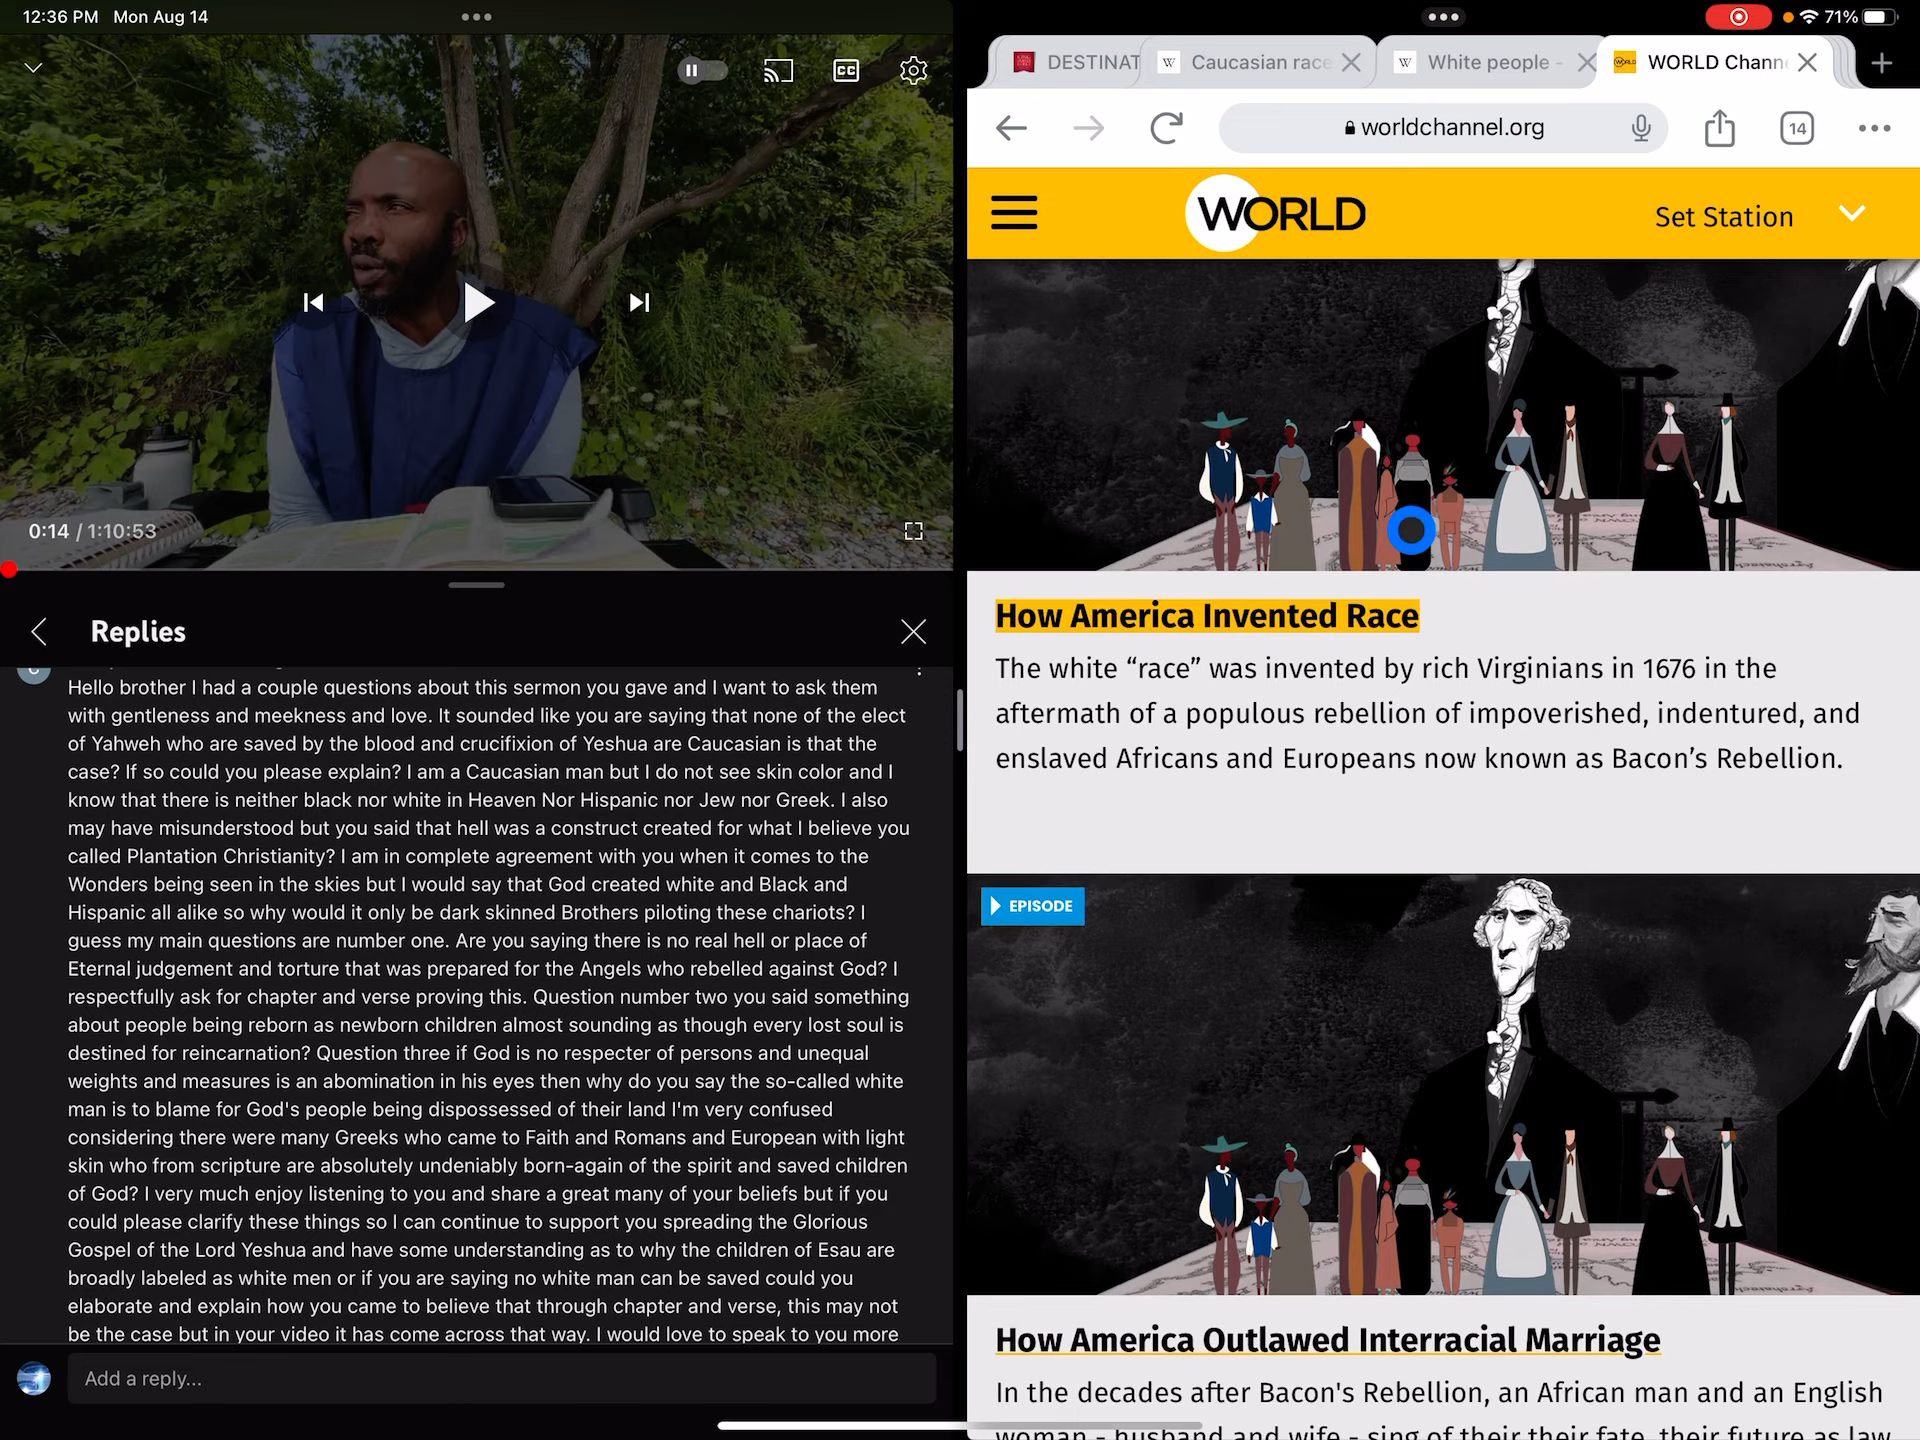 12:36 PM Mon Aug 14
CC
0:14 / 1:10:53
Replies
Hello brother I had a couple questions about this sermon you gave and I want to ask them
with gentleness and meekness and love. It sounded like you are saying that none of the elect
of Yahweh who are saved by the blood and crucifixion of Yeshua are Caucasian is that the
case? If so could you please explain? I am a Caucasian man but I do not see skin color and I
know that there is neither black nor white in Heaven Nor Hispanic nor Jew nor Greek. I also
may have misunderstood but you said that hell was a construct created for what I believe you
called Plantation Christianity? I am in complete agreement with you when it comes to the
Wonders being seen in the skies but I would say that God created white and Black and
Hispanic all alike so why would it only be dark skinned Brothers piloting these chariots? I
guess my main questions are number one. Are you saying there is no real hell or place of
Eternal judgement and torture that was prepared for the Angels who rebelled against God? I
respectfully ask for chapter and verse proving this. Question number two you said something
about people being reborn as newborn children almost sounding as though every lost soul is
destined for reincarnation? Question three if God is no respecter of persons and unequal
weights and measures is an abomination in his eyes then why do you say the so-called white
man is to blame for God's people being dispossessed of their land I'm very confused
considering there were many Greeks who came to Faith and Romans and European with light
skin who from scripture are absolutely undeniably born-again of the spirit and saved children
of God? I very much enjoy listening to you and share a great many of your beliefs but if you
could please clarify these things so I can continue to support you spreading the Glorious
Gospel of the Lord Yeshua and have some understanding as to why the children of Esau are
broadly labeled as white men or if you are saying no white man can be saved could you
elaborate and explain how you came to believe that through chapter and verse, this may not
be the case but in your video it has come across that way. I would love to speak to you more
Add a reply...
71%
DESTINAT
W Caucasian race
W White people -
WORLD Chann
worldchannel.org
14
WORLD
Set Station
How America Invented Race
The white “race” was invented by rich Virginians in 1676 in the
aftermath of a populous rebellion of impoverished, indentured, and
enslaved Africans and Europeans now known as Bacon’s Rebellion.
EPISODE
How America Outlawed Interracial Marriage
In the decades after Bacon's Rebellion, an African man and an English
woman - husband and wife - sing of their their fate, their future as law